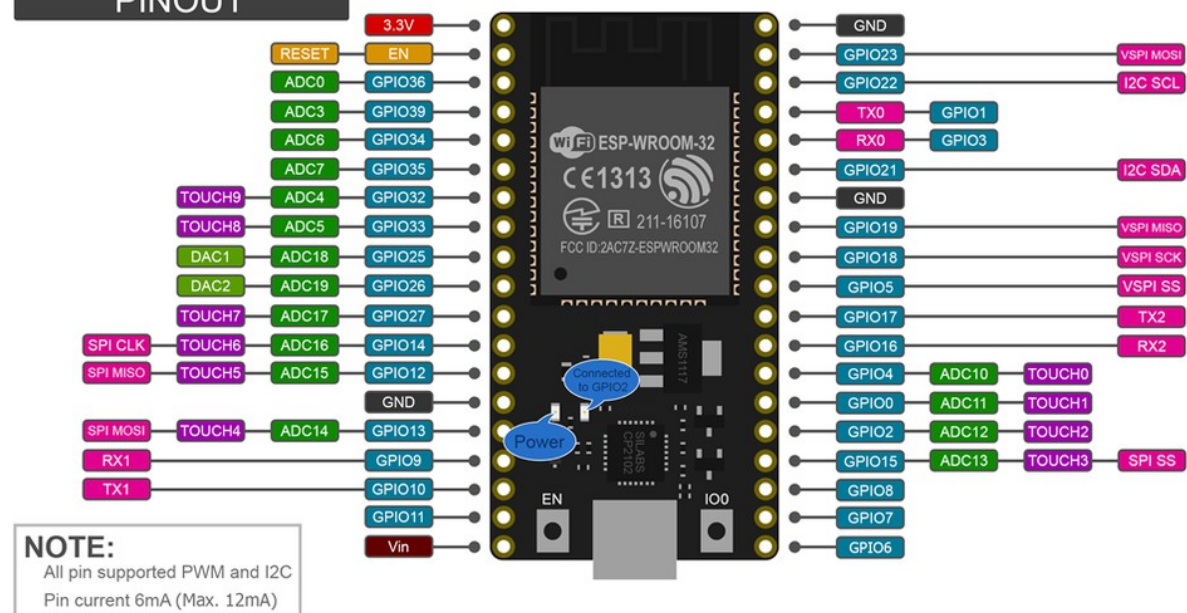 PINOUT
3.3V GND
RESET EN GPIO23 VSPI MOSI
ADC0 GPIO36 GPIO22 I2C SCL
ADC3 GPIO39 TX0 GPIO1
ADC6 GPIO34 RX0 GPIO3
ADC7 GPIO35 GPIO21 I2C SDA
TOUCH9 ADC4 GPIO32 GND
TOUCH8 ADC5 GPIO33 GPIO19 VSPI MISO
DAC1 ADC18 GPIO25 GPIO18 VSPI SCK
DAC2 ADC19 GPIO26 GPIO5 VSPI SS
TOUCH7 ADC17 GPIO27 GPIO17 TX2
SPI CLK TOUCH6 ADC16 GPIO14 GPIO16 RX2
SPI MISO TOUCH5 ADC15 GPIO12 GPIO4 ADC10 TOUCH0
GND GPIO0 ADC11 TOUCH1
SPI MOSI TOUCH4 ADC14 GPIO13 GPIO2 ADC12 TOUCH2
RX1 GPIO9 GPIO15 ADC13 TOUCH3 SPI SS
TX1 GPIO10 GPIO8
GPIO11 GPIO7
Vin GPIO6
WiFi ESP-WROOM-32
CE1313
R 211-16107
FCC ID:2AC7Z-ESPWROOM32
AMS1117
Connected
to GPIO2
Power
SILABS
CP2102
EN IO0
NOTE:
All pin supported PWM and I2C
Pin current 6mA (Max. 12mA)